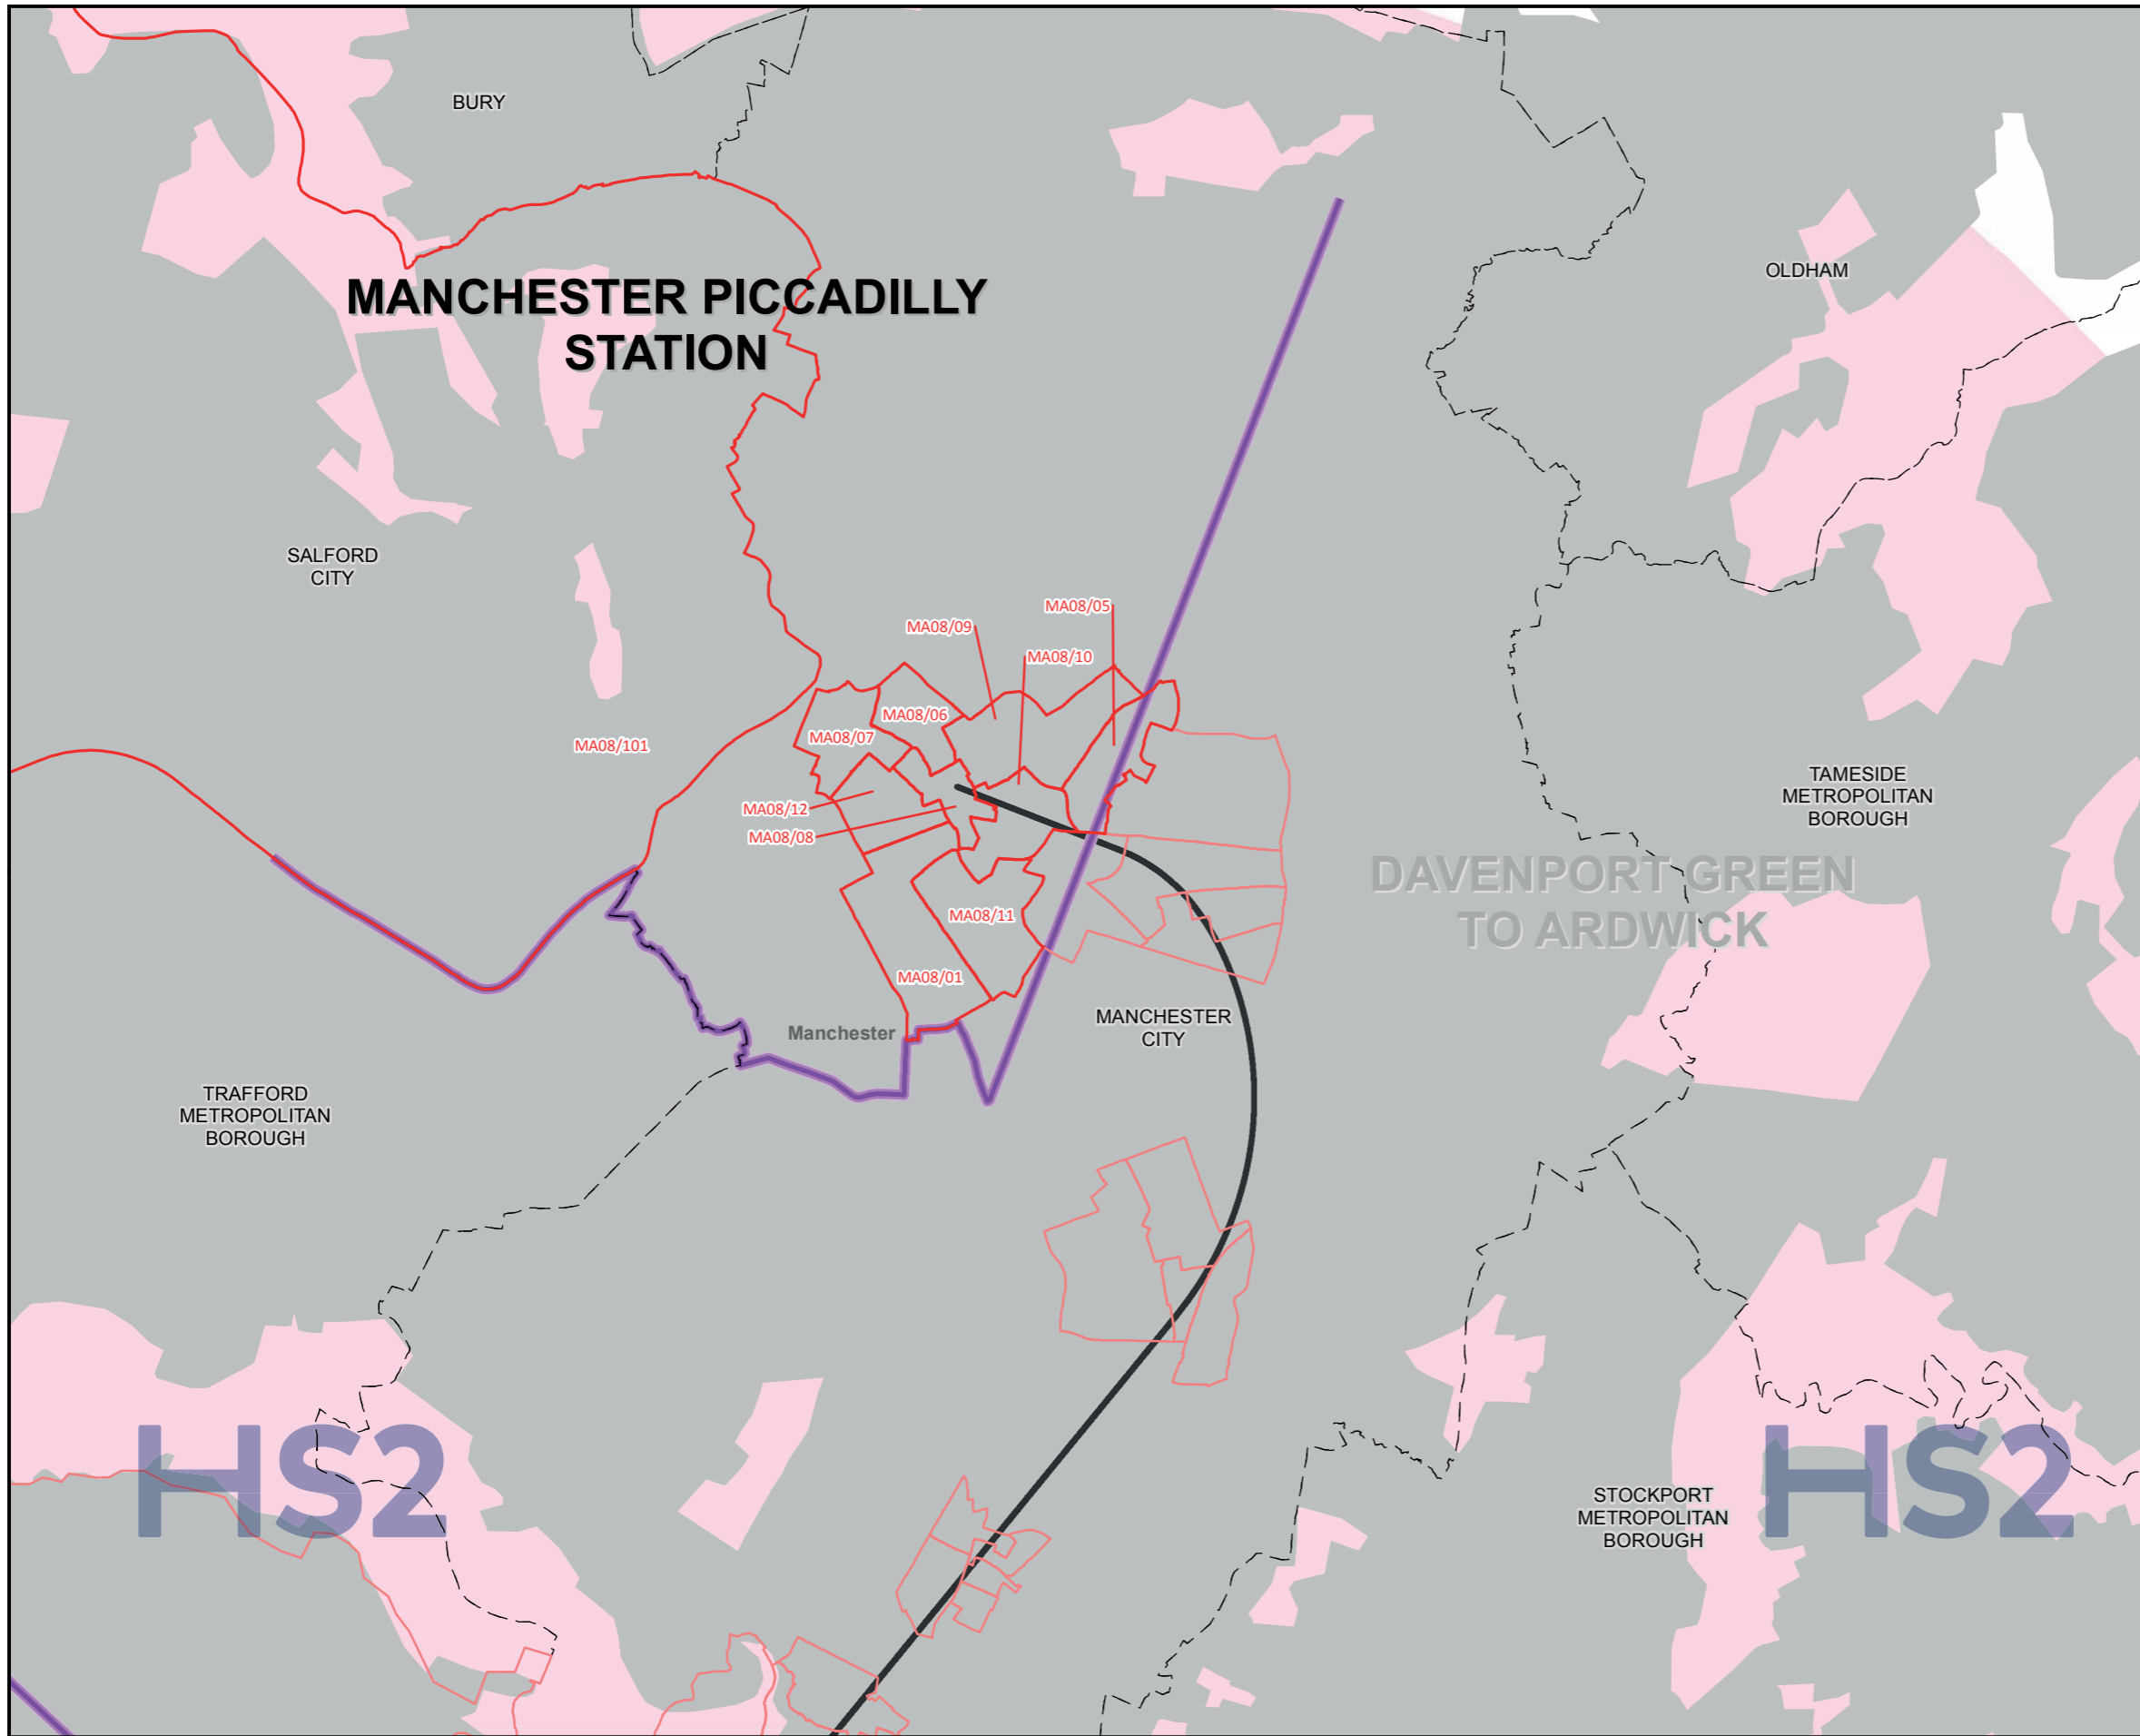 BURY
OLDHAM
MANCHESTER PICCADILLY
STATION
SALFORD
CITY
MA08/05
MA08/09
MA08/10
MA08/06
MA08/07
MA08/101
MA08/12
MA08/08
TAMESIDE
METROPOLITAN
BOROUGH
DAVENPORT GREEN
TO ARDWICK
MA08/11
MA08/01
Manchester
MANCHESTER
CITY
TRAFFORD
METROPOLITAN
BOROUGH
HS2
HS2
STOCKPORT
METROPOLITAN
BOROUGH